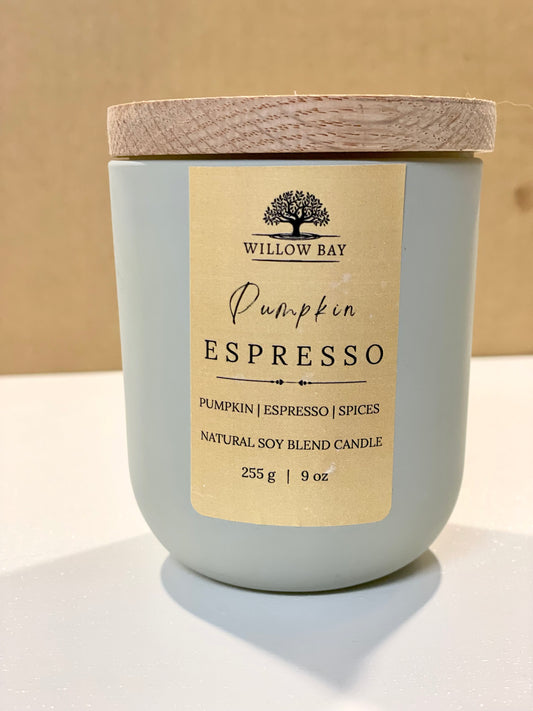 WILLOW BAY
Pumpkin
ESPRESSO
PUMPKIN | ESPRESSO | SPICES
NATURAL SOY BLEND CANDLE
255 g | 9 oz